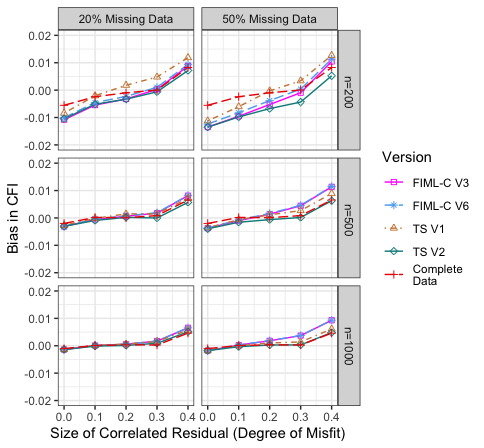 20% Missing Data
50% Missing Data
0.02
0.01
0.00
-0.01
-0.02
n=200
0.02
0.01
0.00
-0.01
-0.02
n=500
0.02
0.01
0.00
-0.01
-0.02
n=1000
0.0 0.1 0.2 0.3 0.4
0.0 0.1 0.2 0.3 0.4
Bias in CFI
Size of Correlated Residual (Degree of Misfit)
Version
FIML-C V3
FIML-C V6
TS V1
TS V2
Complete
Data